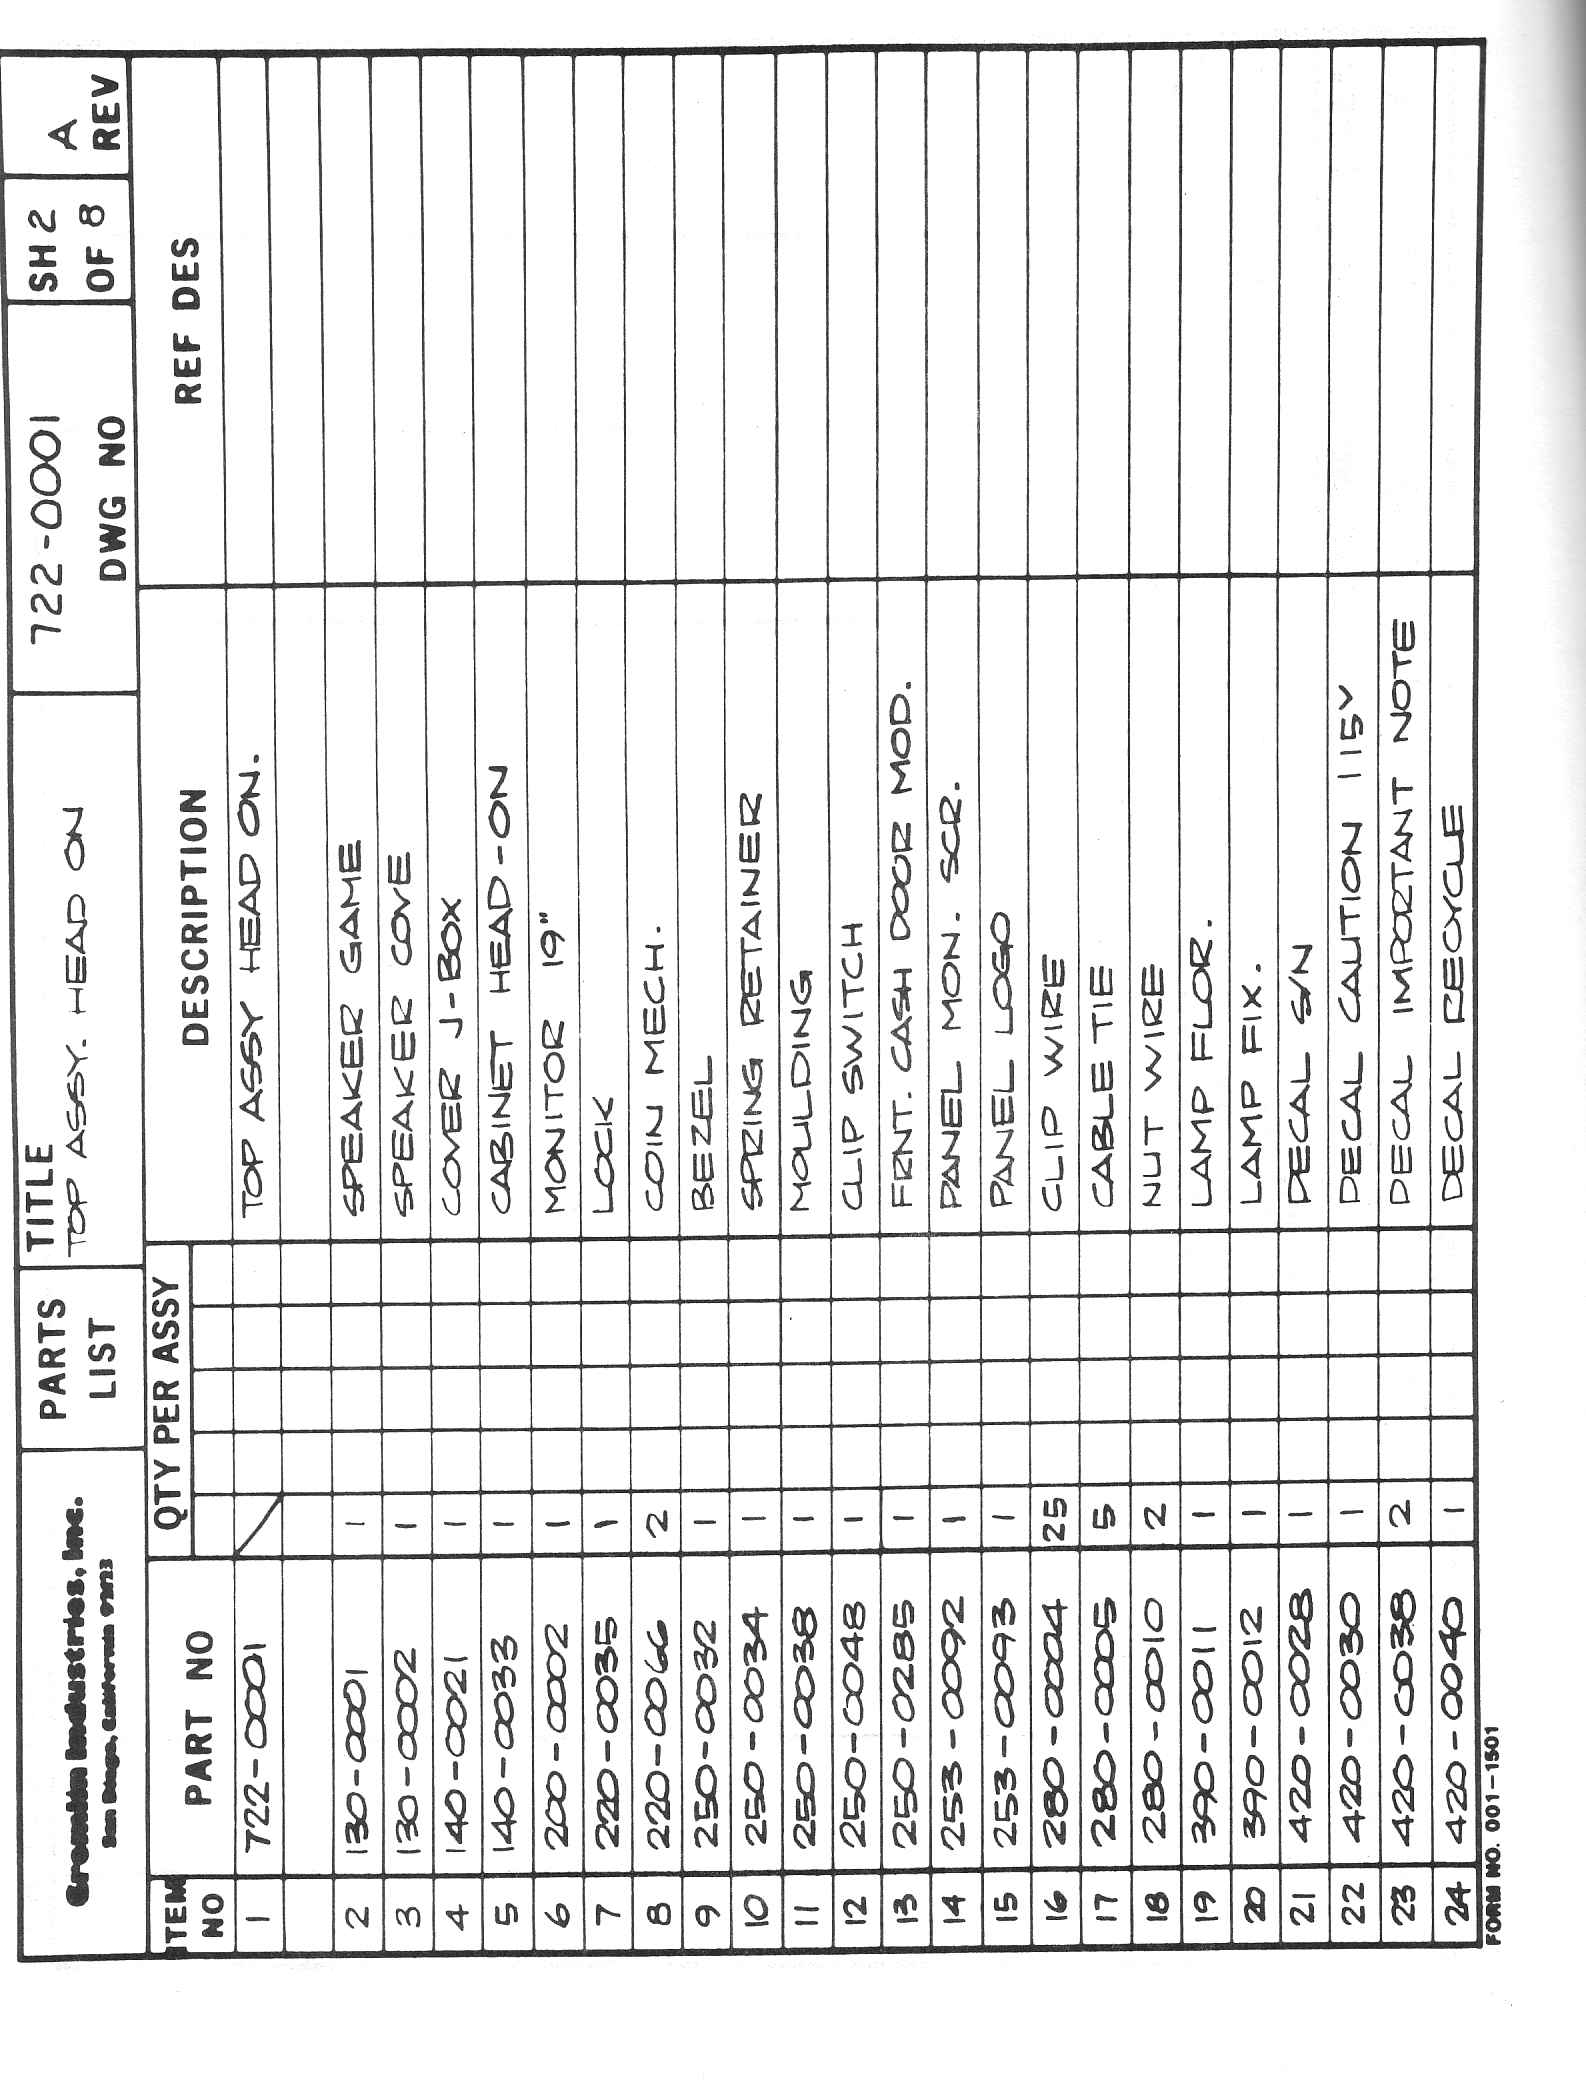 Gremlin Industries, Inc.
San Diego, California 92123
PARTS LIST
TITLE
TOP ASSY. HEAD ON
722-0001
DWG NO
SH 2
OF 8
A
REV
ITEM NO PART NO QTY PER ASSY DESCRIPTION REF DES
1 722-0001 / TOP ASSY HEAD ON.
2 130-0001 1 SPEAKER GAME
3 130-0002 1 SPEAKER COVE
4 140-0021 1 COVER J-BOX
5 140-0033 1 CABINET HEAD-ON
6 200-0002 1 MONITOR 19"
7 220-0035 1 LOCK
8 220-0066 2 COIN MECH.
9 250-0032 1 BEZEL
10 250-0034 1 SPRING RETAINER
11 250-0038 1 MOULDING
12 250-0048 1 CLIP SWITCH
13 250-0285 1 FRNT. CASH DOOR MOD.
14 253-0092 1 PANEL MON. SCR.
15 253-0093 1 PANEL LOGO
16 280-0004 25 CLIP WIRE
17 280-0005 5 CABLE TIE
18 280-0010 2 NUT WIRE
19 390-0011 1 LAMP FLOR.
20 390-0012 1 LAMP FIX.
21 420-0028 1 DECAL S/N
22 420-0030 1 DECAL CAUTION 115V
23 420-0038 2 DECAL IMPORTANT NOTE
24 420-0040 1 DECAL RECYCLE
FORM NO. 001-1501